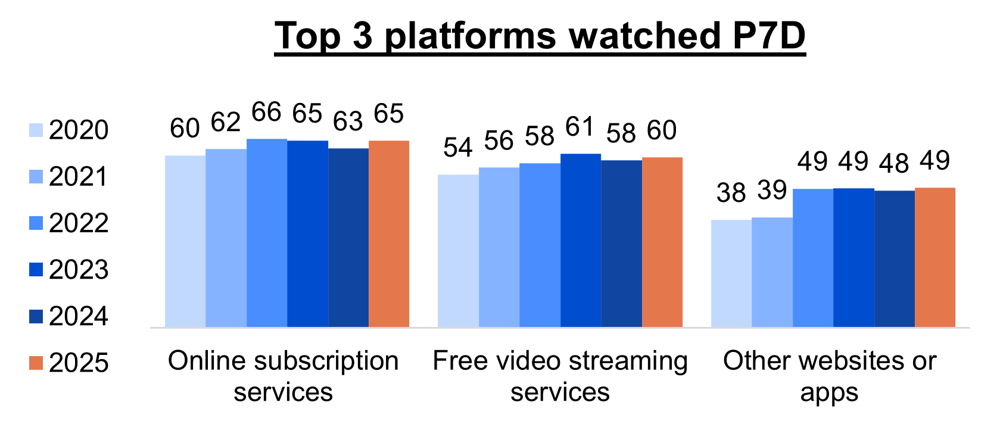 Top 3 platforms watched P7D
2020
2021
2022
2023
2024
2025
60 62 66 65 63 65
54 56 58 61 58 60
38 39 49 49 48 49
Online subscription
services
Free video streaming
services
Other websites or
apps